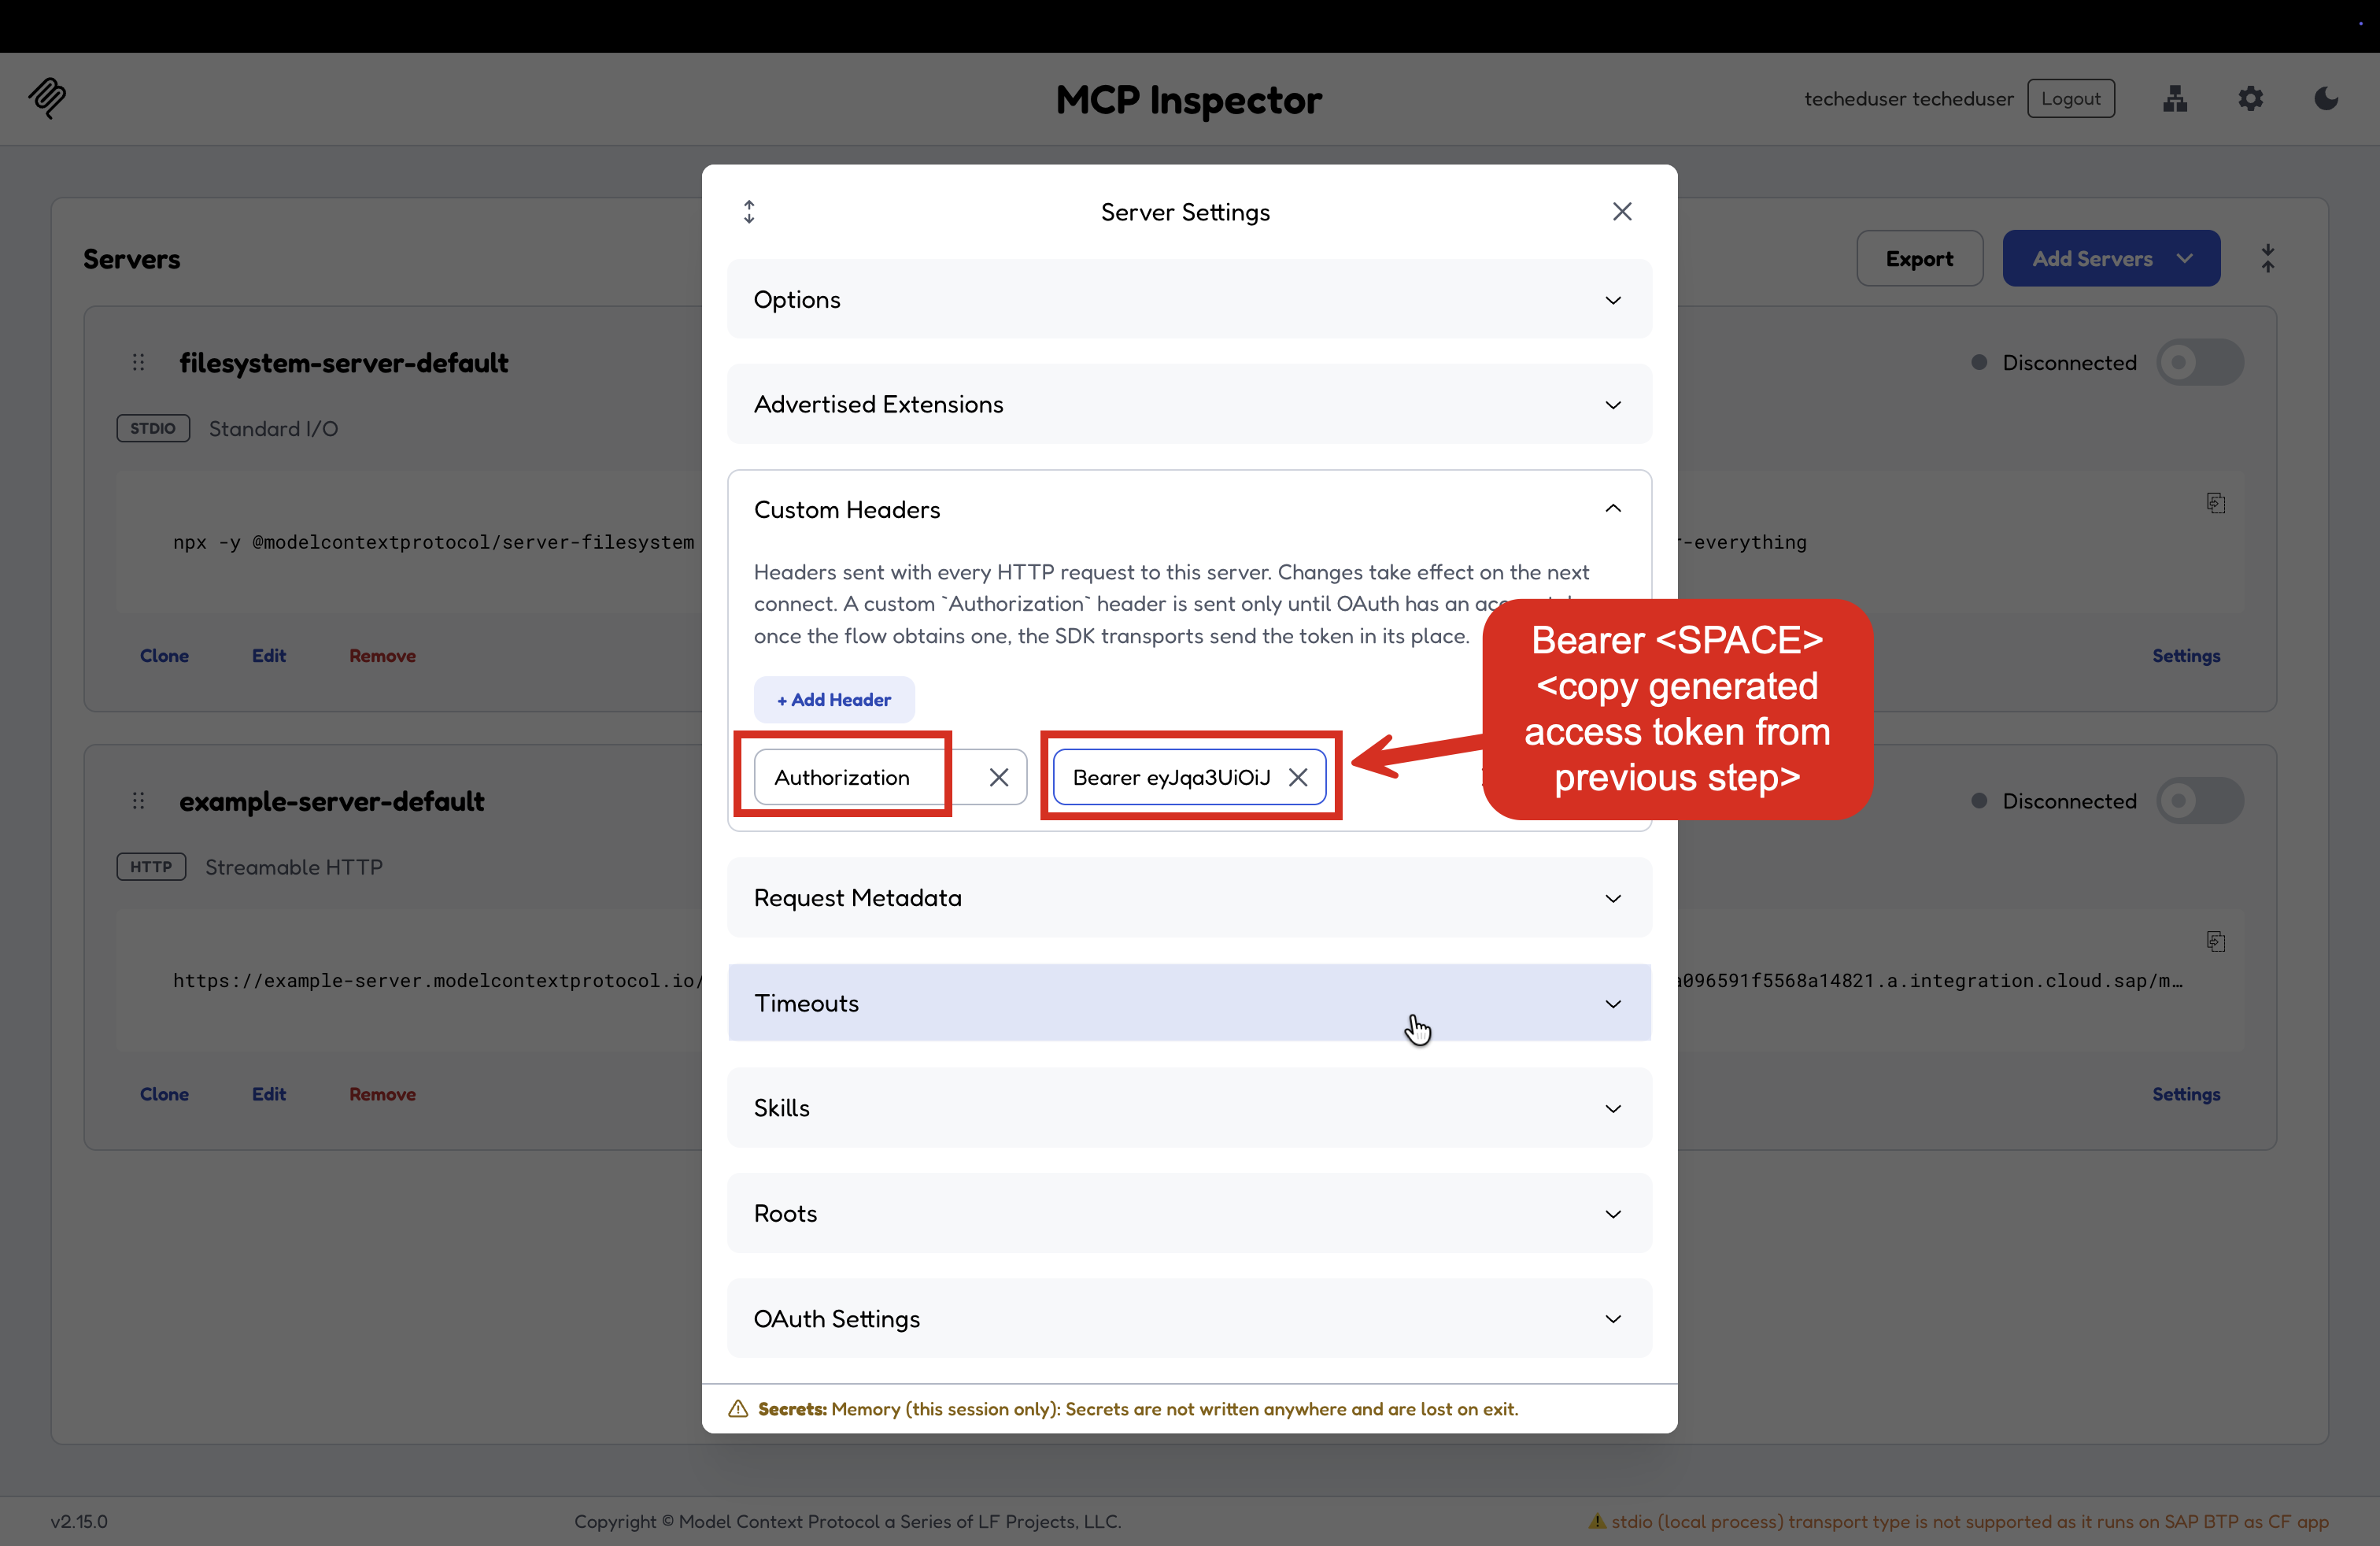 MCP Inspector
techeduser techeduser
Logout
Servers
Export
Add Servers
filesystem-server-default
Disconnected
STDIO
Standard I/O
npx -y @modelcontextprotocol/server-filesystem
-everything
Clone
Edit
Remove
Settings
example-server-default
Disconnected
HTTP
Streamable HTTP
https://example-server.modelcontextprotocol.io/
096591f5568a14821.a.integration.cloud.sap/m…
Clone
Edit
Remove
Settings
Server Settings
Options
Advertised Extensions
Custom Headers
Headers sent with every HTTP request to this server. Changes take effect on the next
connect. A custom `Authorization` header is sent only until OAuth has an
once the flow obtains one, the SDK transports send the token in its place.
+ Add Header
Authorization
Bearer eyJqa3UiOiJ
Bearer <SPACE>
<copy generated
access token from
previous step>
Request Metadata
Timeouts
Skills
Roots
OAuth Settings
Secrets: Memory (this session only): Secrets are not written anywhere and are lost on exit.
v2.15.0
Copyright © Model Context Protocol a Series of LF Projects, LLC.
stdio (local process) transport type is not supported as it runs on SAP BTP as CF app